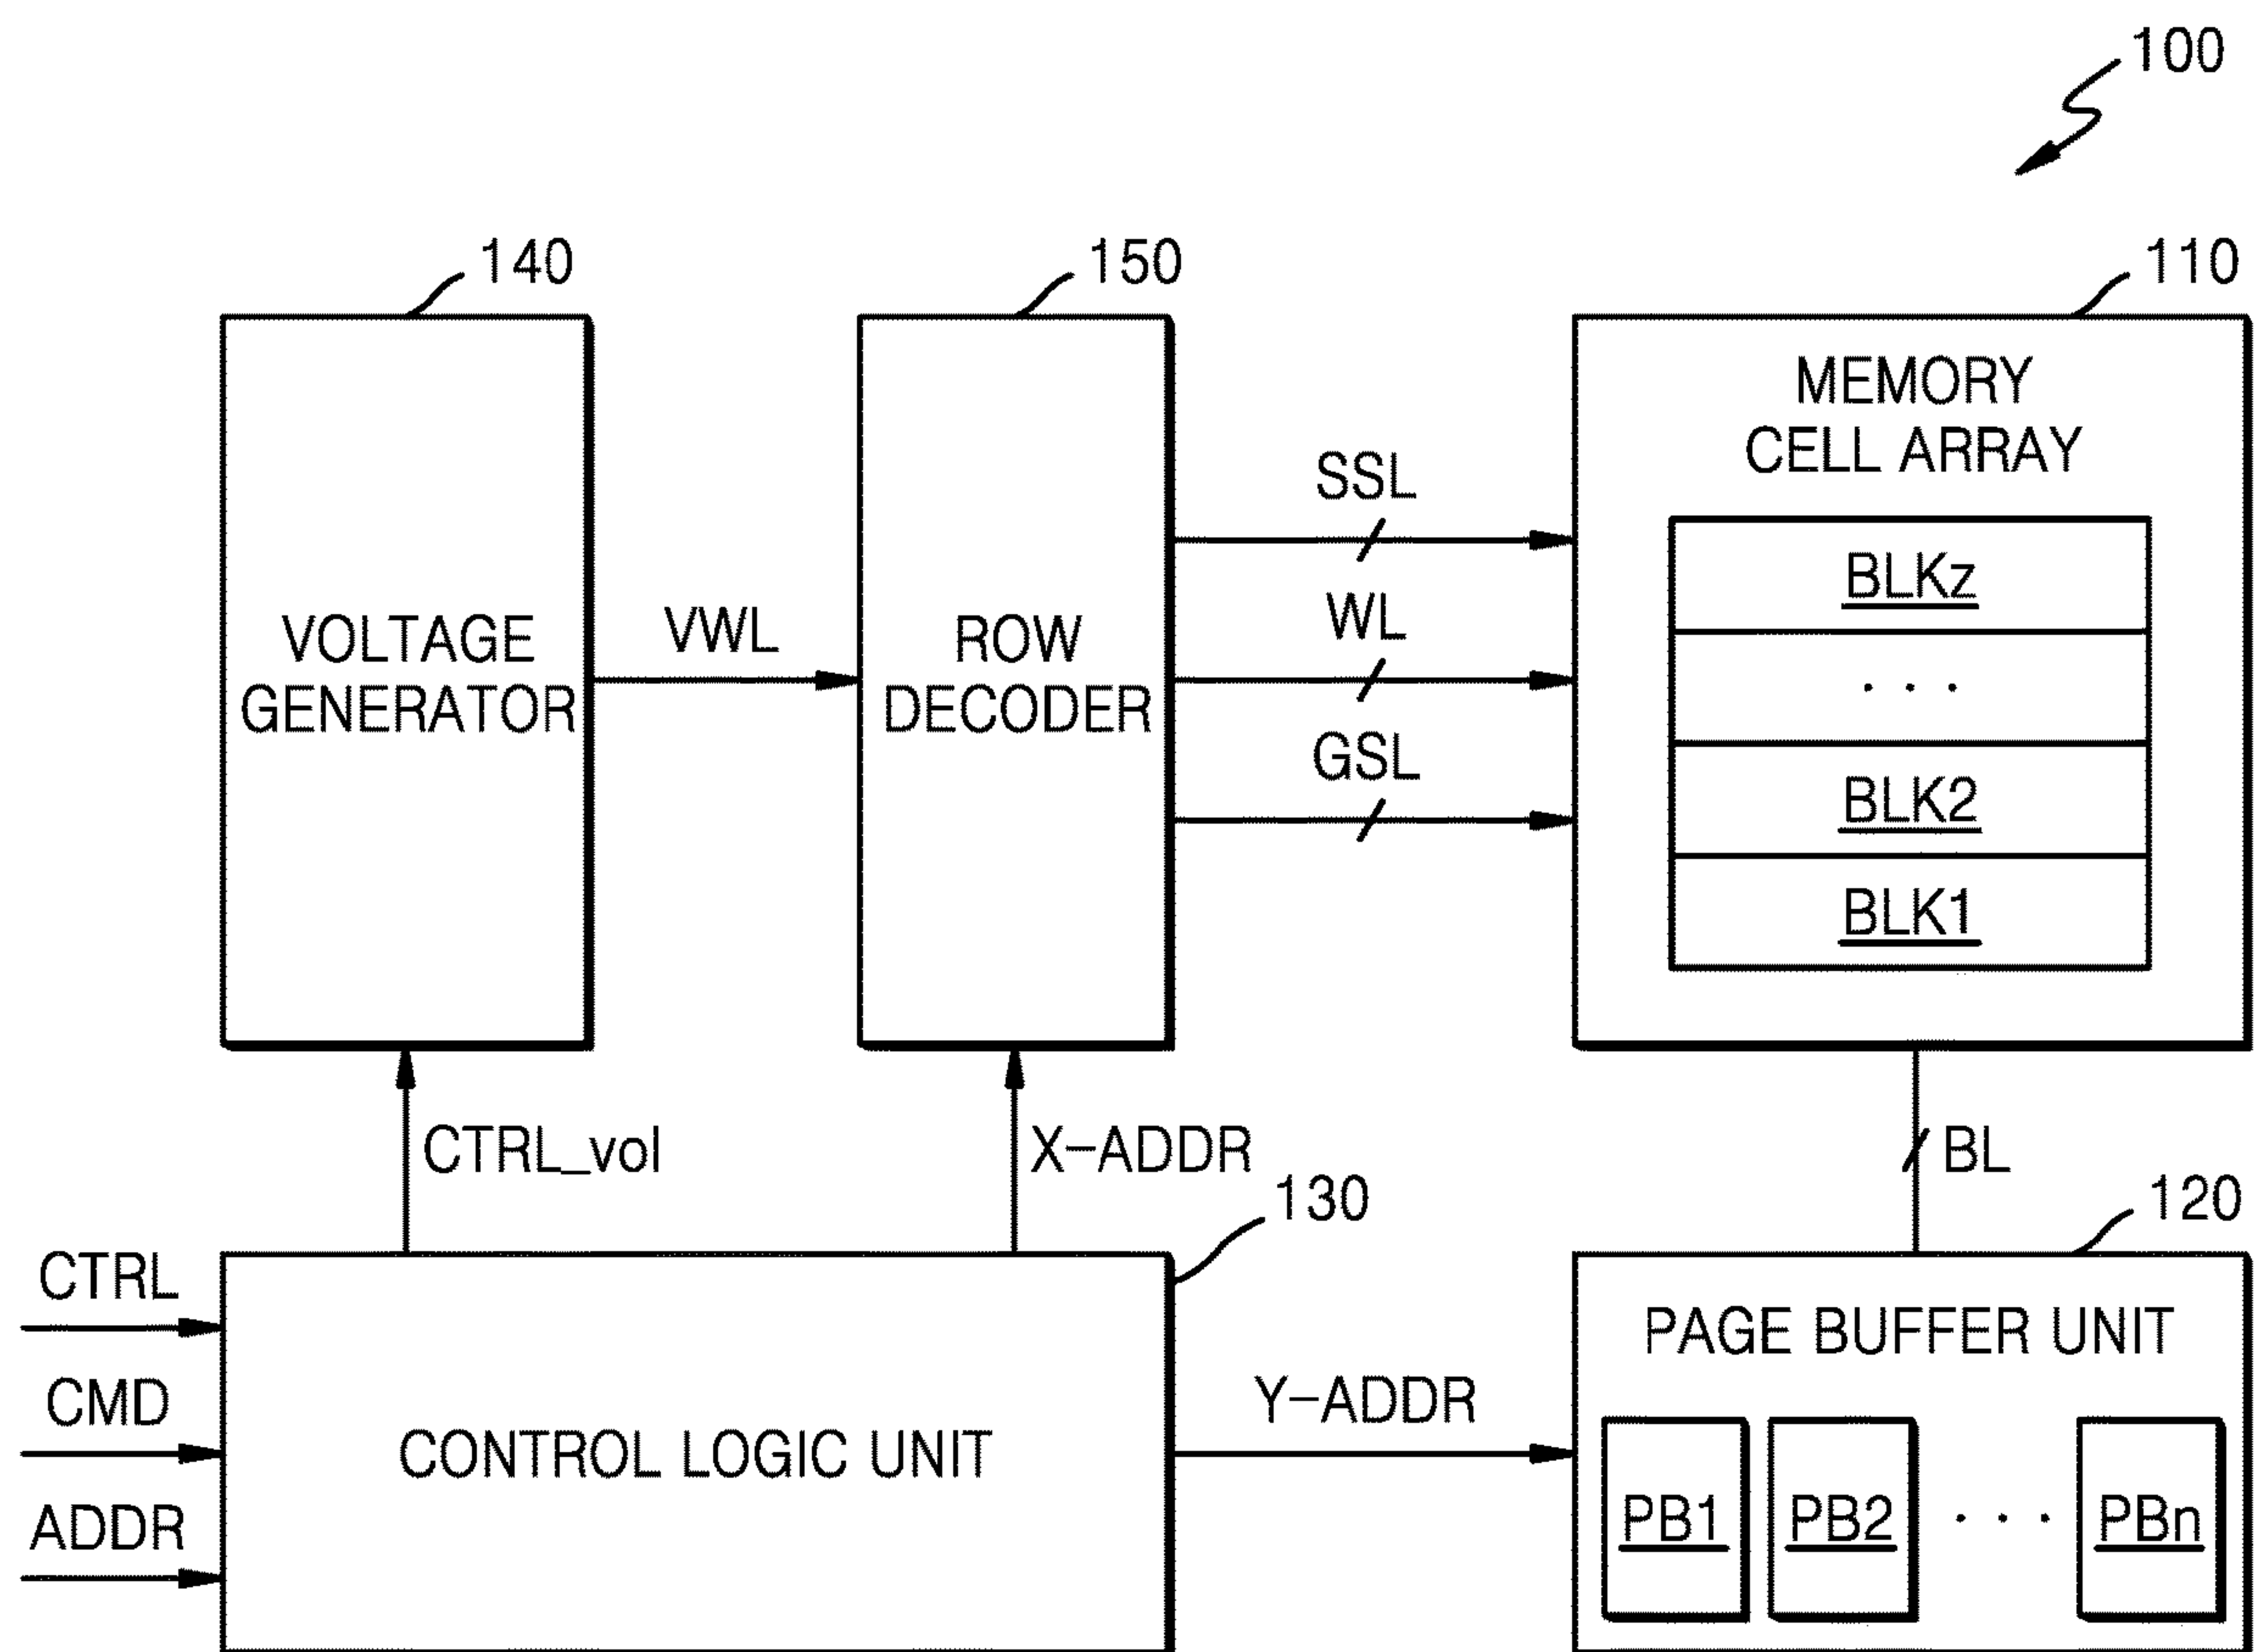 100
140
150
110
VOLTAGE
GENERATOR
VWL
ROW
DECODER
SSL
WL
GSL
MEMORY
CELL ARRAY
BLKz
. . .
BLK2
BLK1
CTRL_vol
X-ADDR
BL
130
120
CTRL
CMD
ADDR
CONTROL LOGIC UNIT
Y-ADDR
PAGE BUFFER UNIT
PB1 PB2 . . . PBn